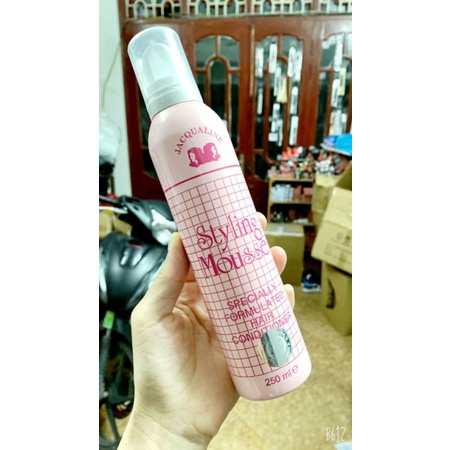 JACQUALINE
Styling
Mousse
SPECIALLY
FORMULATED
HAIR
CONDITIONER
250 ml e
B612